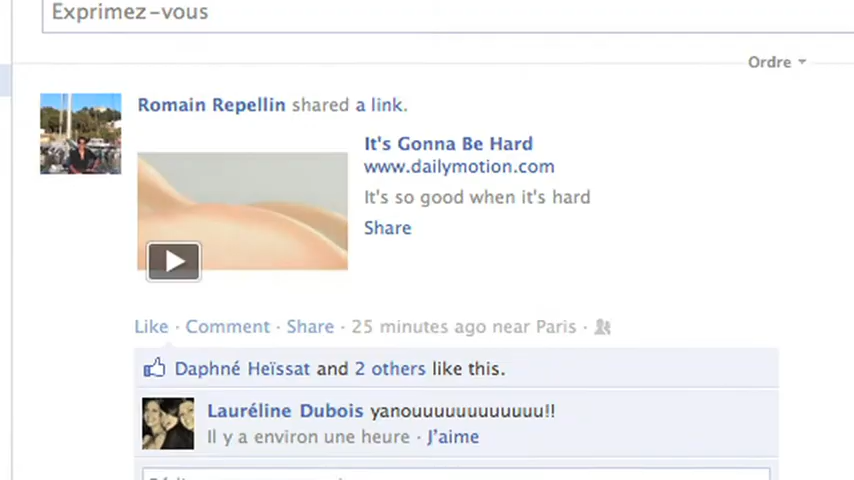 Exprimez-vous
Ordre
Romain Repellin shared a link.
It's Gonna Be Hard
www.dailymotion.com
It's so good when it's hard
Share
Like · Comment · Share · 25 minutes ago near Paris ·
Daphné Heïssat and 2 others like this.
Lauréline Dubois yanouuuuuuuuuuuu!!
Il y a environ une heure · J'aime